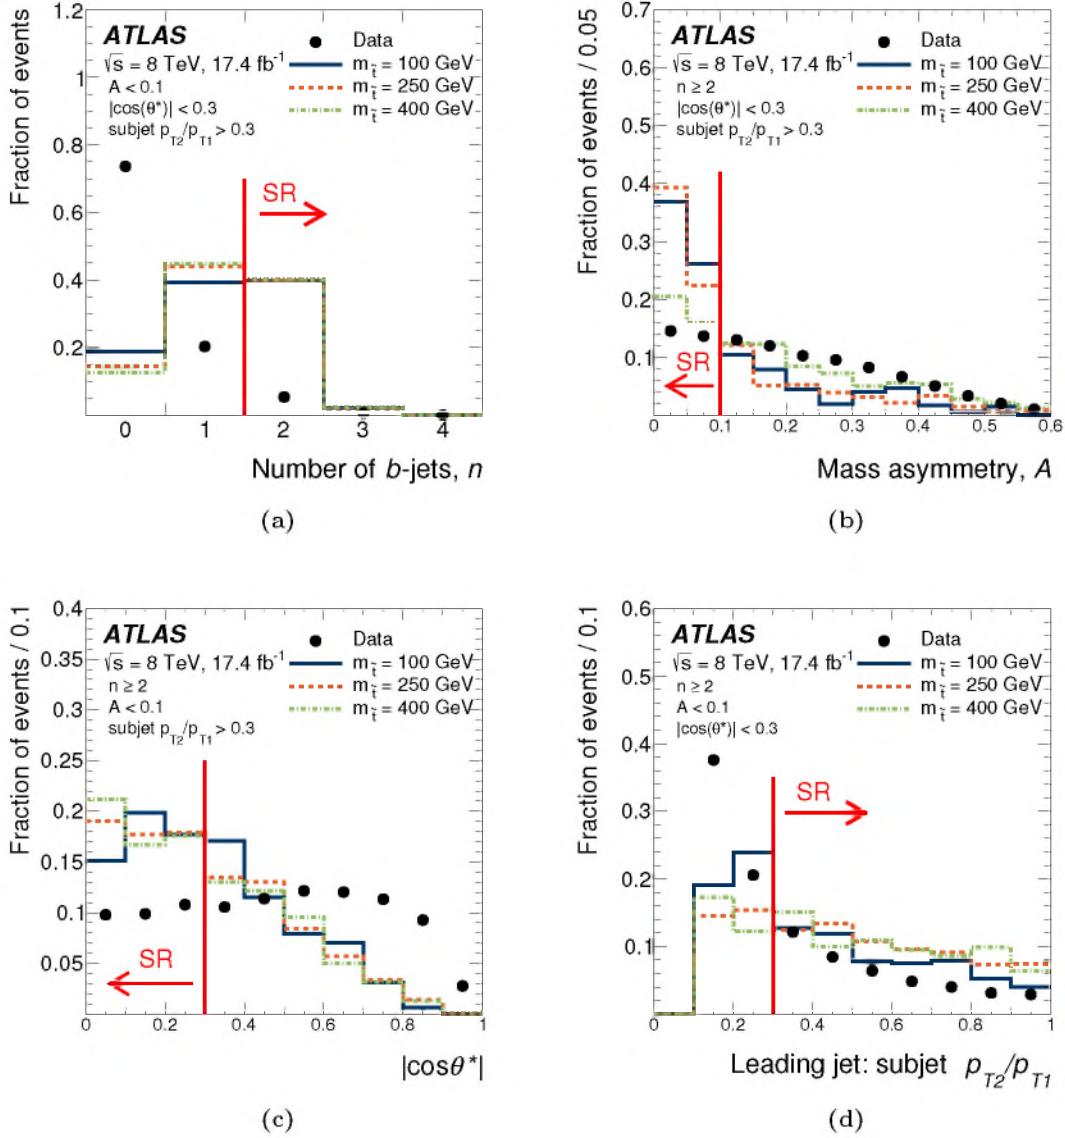 Fraction of events
ATLAS
√s = 8 TeV, 17.4 fb⁻¹
A < 0.1
|cos(θ*)| < 0.3
subjet p_T2/p_T1 > 0.3
Data
m_t̃ = 100 GeV
m_t̃ = 250 GeV
m_t̃ = 400 GeV
SR
1.2
1
0.8
0.6
0.4
0.2
0 1 2 3 4
Number of b-jets, n
(a)
Fraction of events / 0.05
ATLAS
√s = 8 TeV, 17.4 fb⁻¹
n ≥ 2
|cos(θ*)| < 0.3
subjet p_T2/p_T1 > 0.3
Data
m_t̃ = 100 GeV
m_t̃ = 250 GeV
m_t̃ = 400 GeV
SR
0.7
0.6
0.5
0.4
0.3
0.2
0.1
0 0.1 0.2 0.3 0.4 0.5 0.6
Mass asymmetry, A
(b)
Fraction of events / 0.1
ATLAS
√s = 8 TeV, 17.4 fb⁻¹
n ≥ 2
A < 0.1
subjet p_T2/p_T1 > 0.3
Data
m_t̃ = 100 GeV
m_t̃ = 250 GeV
m_t̃ = 400 GeV
SR
0.4
0.35
0.3
0.25
0.2
0.15
0.1
0.05
0 0.2 0.4 0.6 0.8 1
|cosθ*|
(c)
Fraction of events / 0.1
ATLAS
√s = 8 TeV, 17.4 fb⁻¹
n ≥ 2
A < 0.1
|cos(θ*)| < 0.3
Data
m_t̃ = 100 GeV
m_t̃ = 250 GeV
m_t̃ = 400 GeV
SR
0.6
0.5
0.4
0.3
0.2
0.1
0 0.2 0.4 0.6 0.8 1
Leading jet: subjet p_T2/p_T1
(d)